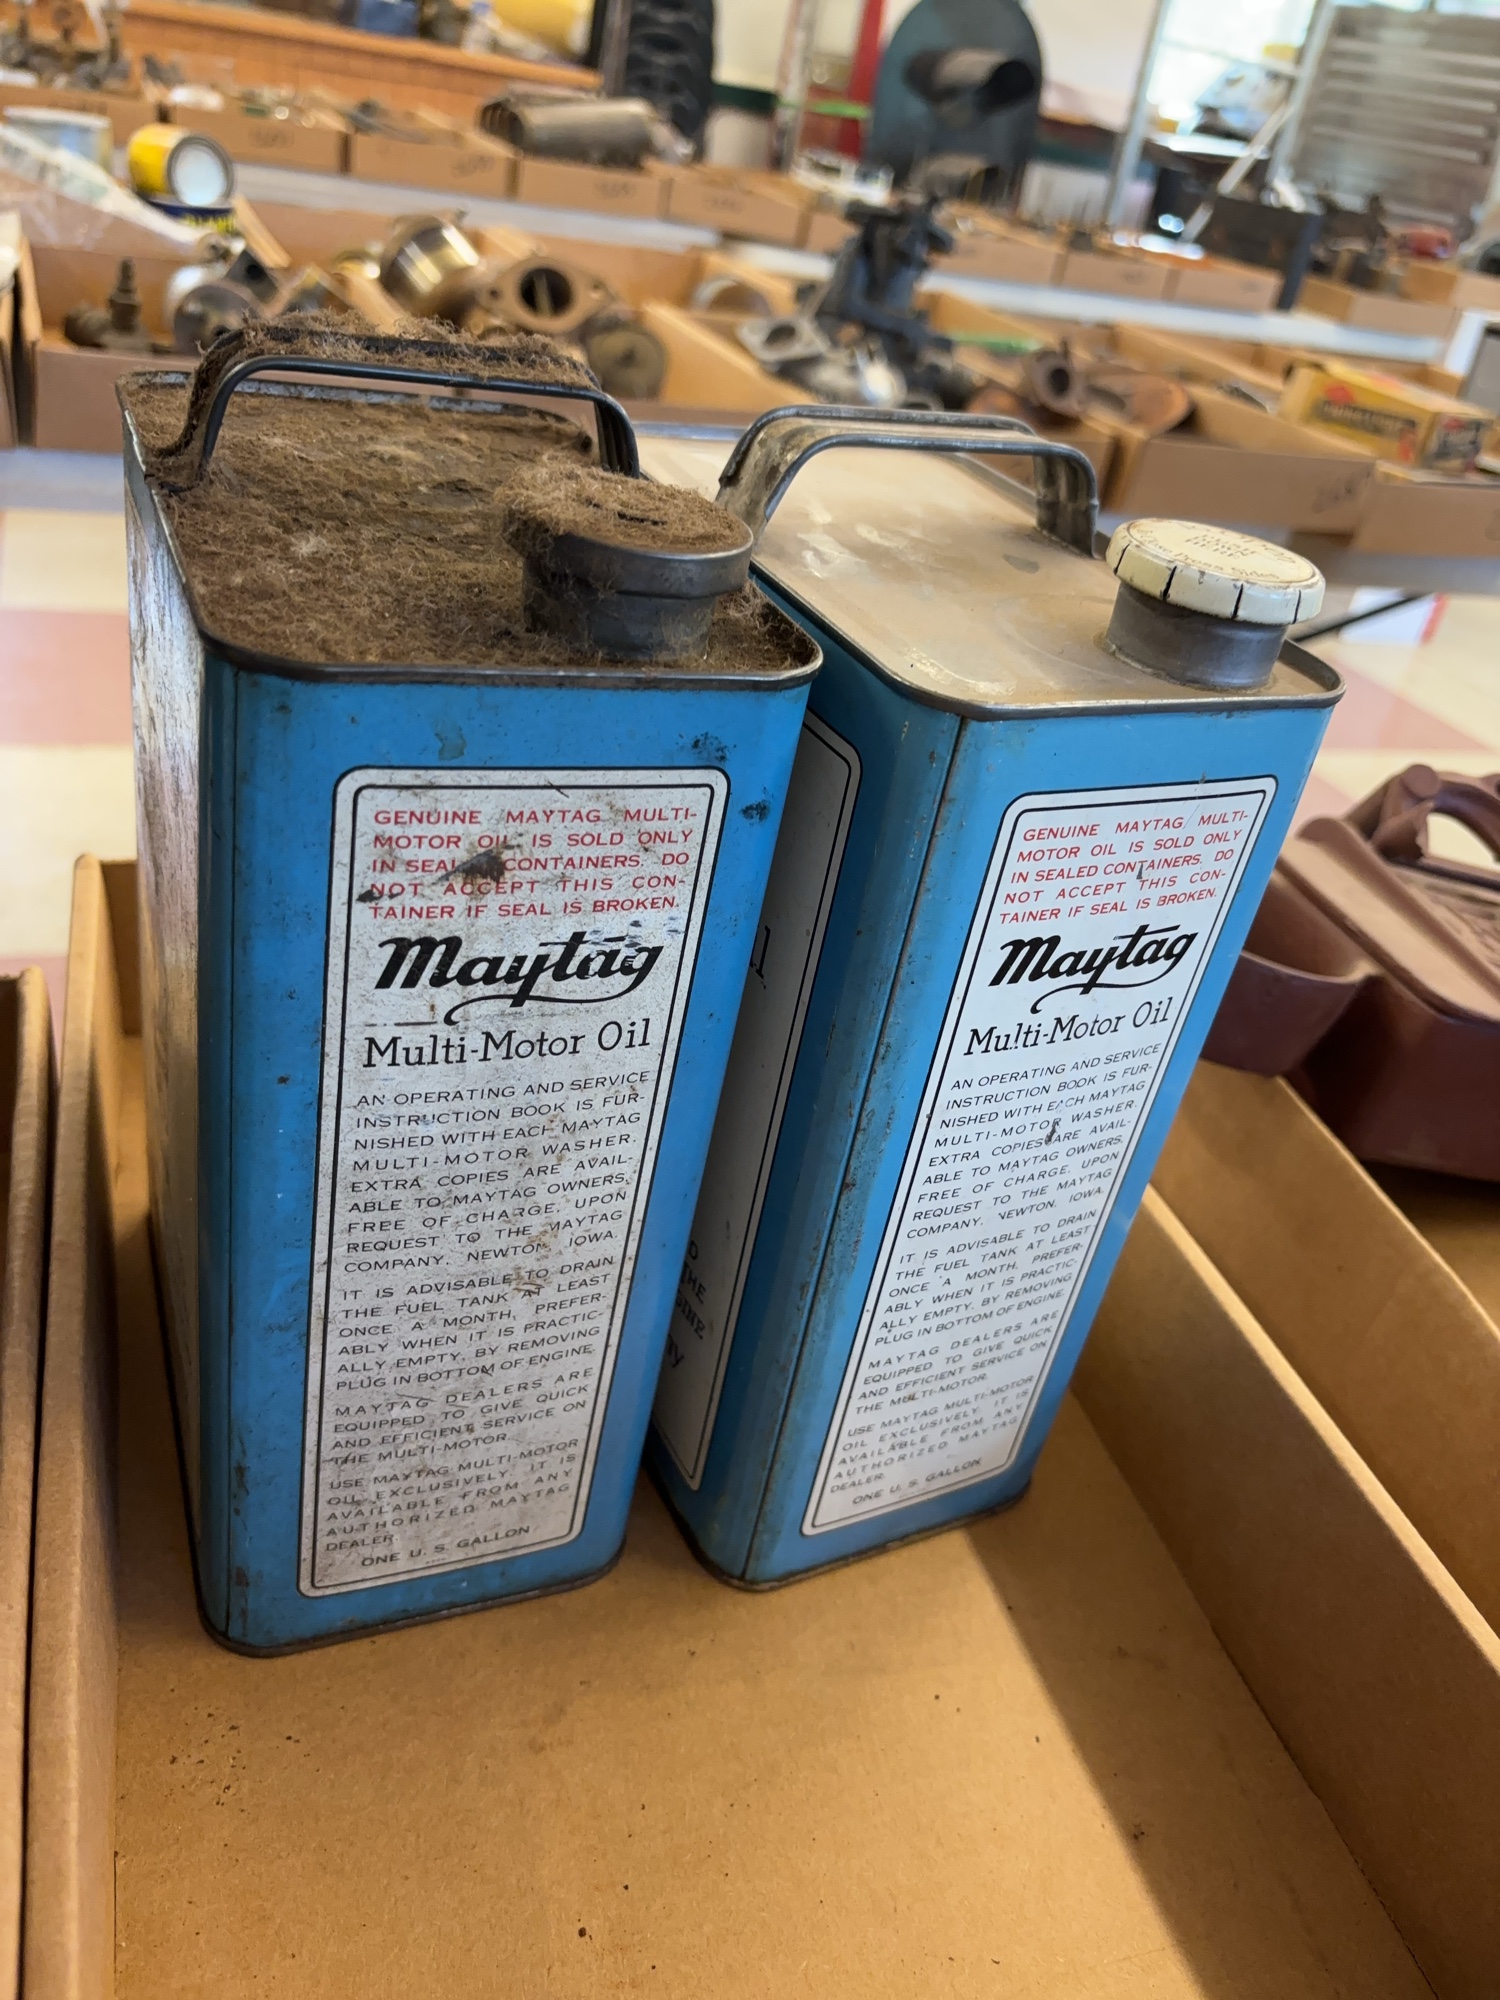 GENUINE MAYTAG MULTI-
MOTOR OIL IS SOLD ONLY
IN SEAL CONTAINERS. DO
NOT ACCEPT THIS CON-
TAINER IF SEAL IS BROKEN.
Maytag
Multi-Motor Oil
AN OPERATING AND SERVICE
INSTRUCTION BOOK IS FUR-
NISHED WITH EACH MAYTAG
MULTI-MOTOR WASHER.
EXTRA COPIES ARE AVAIL-
ABLE TO MAYTAG OWNERS,
FREE OF CHARGE, UPON
REQUEST TO THE MAYTAG
COMPANY, NEWTON, IOWA.
IT IS ADVISABLE TO DRAIN
THE FUEL TANK AT LEAST
ONCE A MONTH, PREFER-
ABLY WHEN IT IS PRACTIC-
ALLY EMPTY, BY REMOVING
PLUG IN BOTTOM OF ENGINE.
MAYTAG DEALERS ARE
EQUIPPED TO GIVE QUICK
AND EFFICIENT SERVICE ON
THE MULTI-MOTOR.
USE MAYTAG MULTI-MOTOR
OIL EXCLUSIVELY. IT IS
AVAILABLE FROM ANY
AUTHORIZED MAYTAG
DEALER.
ONE U. S. GALLON
GENUINE MAYTAG MULTI-
MOTOR OIL IS SOLD ONLY
IN SEALED CONTAINERS. DO
NOT ACCEPT THIS CON-
TAINER IF SEAL IS BROKEN.
Maytag
Multi-Motor Oil
AN OPERATING AND SERVICE
INSTRUCTION BOOK IS FUR-
NISHED WITH EACH MAYTAG
MULTI-MOTOR WASHER.
EXTRA COPIES ARE AVAIL-
ABLE TO MAYTAG OWNERS,
FREE OF CHARGE, UPON
REQUEST TO THE MAYTAG
COMPANY, NEWTON, IOWA.
IT IS ADVISABLE TO DRAIN
THE FUEL TANK AT LEAST
ONCE A MONTH, PREFER-
ABLY WHEN IT IS PRACTIC-
ALLY EMPTY, BY REMOVING
PLUG IN BOTTOM OF ENGINE
MAYTAG DEALERS ARE
EQUIPPED TO GIVE QUICK
AND EFFICIENT SERVICE ON
THE MULTI-MOTOR.
USE MAYTAG MULTI-MOTOR
OIL EXCLUSIVELY. IT IS
AVAILABLE FROM ANY
AUTHORIZED MAYTAG
DEALER.
ONE U. S. GALLON